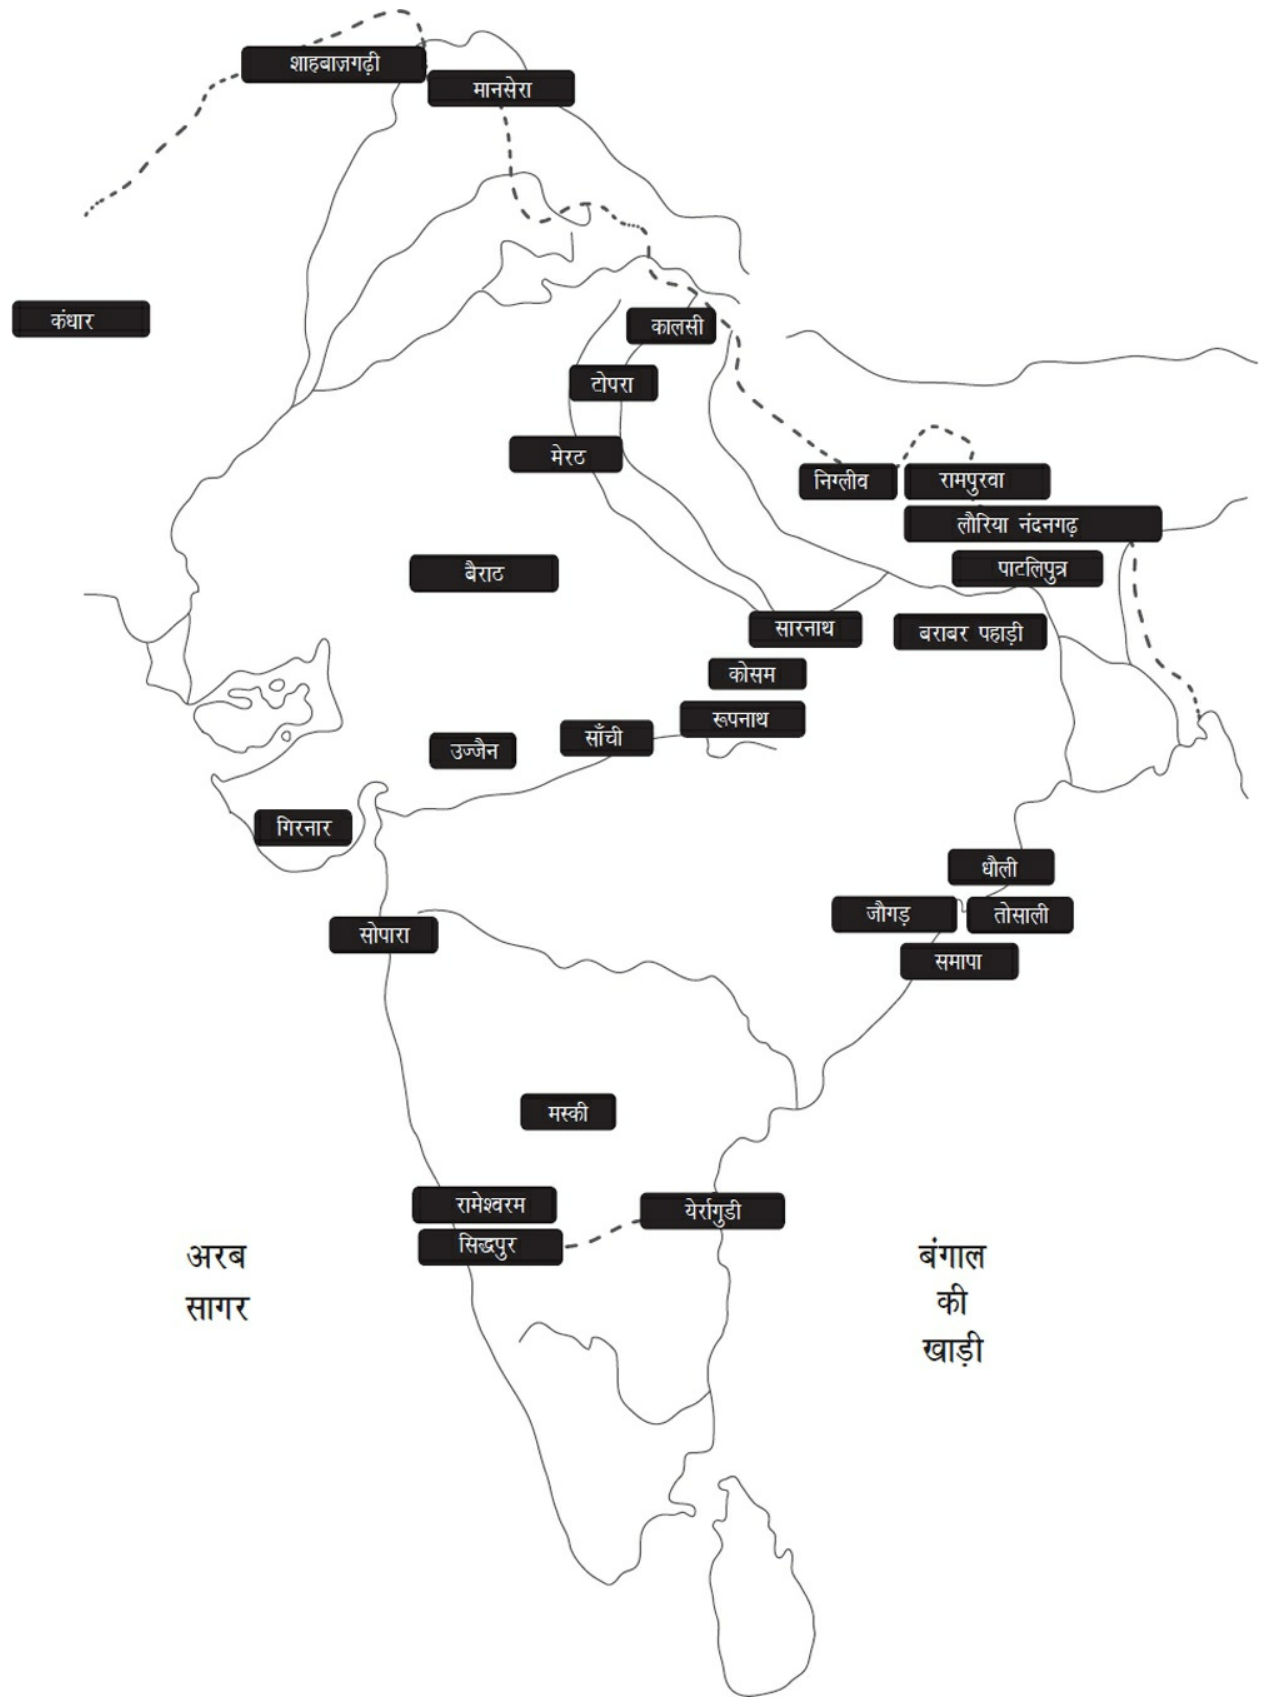 शाहबाज़गढ़ी
मानसेरा
कंधार
कालसी
टोपरा
मेरठ
निग्लीव
रामपुरवा
लौरिया नंदनगढ़
पाटलिपुत्र
बैराठ
सारनाथ
बराबर पहाड़ी
कोसम
रूपनाथ
साँची
उज्जैन
गिरनार
धौली
जौगड़
तोसाली
सोपारा
समापा
मस्की
रामेश्वरम
येर्रागुडी
सिद्धपुर
अरब
सागर
बंगाल
की
खाड़ी